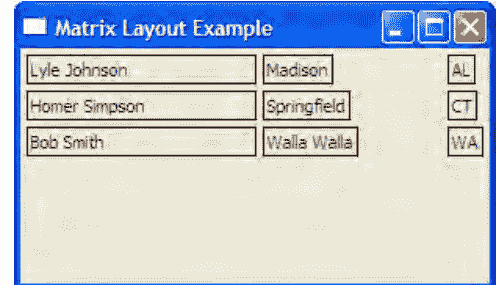 Matrix Layout Example
Lyle Johnson Madison AL
Homer Simpson Springfield CT
Bob Smith Walla Walla WA